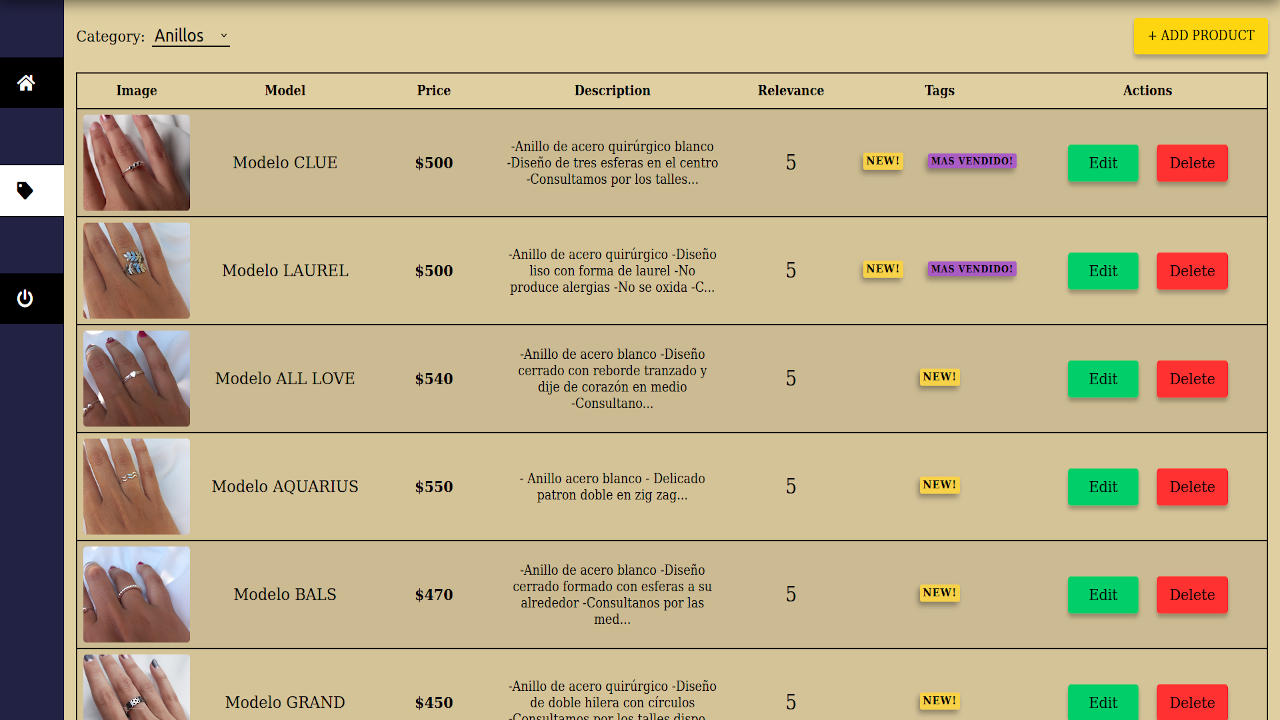 Category: Anillos
+ ADD PRODUCT
Image Model Price Description Relevance Tags Actions
Modelo CLUE $500
-Anillo de acero quirúrgico blanco
-Diseño de tres esferas en el centro
-Consultamos por los talles...
5 NEW! MAS VENDIDO! Edit Delete
Modelo LAUREL $500
-Anillo de acero quirúrgico -Diseño
liso con forma de laurel -No
produce alergias -No se oxida -C...
5 NEW! MAS VENDIDO! Edit Delete
Modelo ALL LOVE $540
-Anillo de acero blanco -Diseño
cerrado con reborde tranzado y
dije de corazón en medio
-Consultano...
5 NEW! Edit Delete
Modelo AQUARIUS $550
- Anillo acero blanco - Delicado
patron doble en zig zag...
5 NEW! Edit Delete
Modelo BALS $470
-Anillo de acero blanco -Diseño
cerrado formado con esferas a su
alrededor -Consultanos por las
med...
5 NEW! Edit Delete
Modelo GRAND $450
-Anillo de acero quirúrgico -Diseño
de doble hilera con círculos
-Consultamos por los talles dispo...
5 NEW! Edit Delete